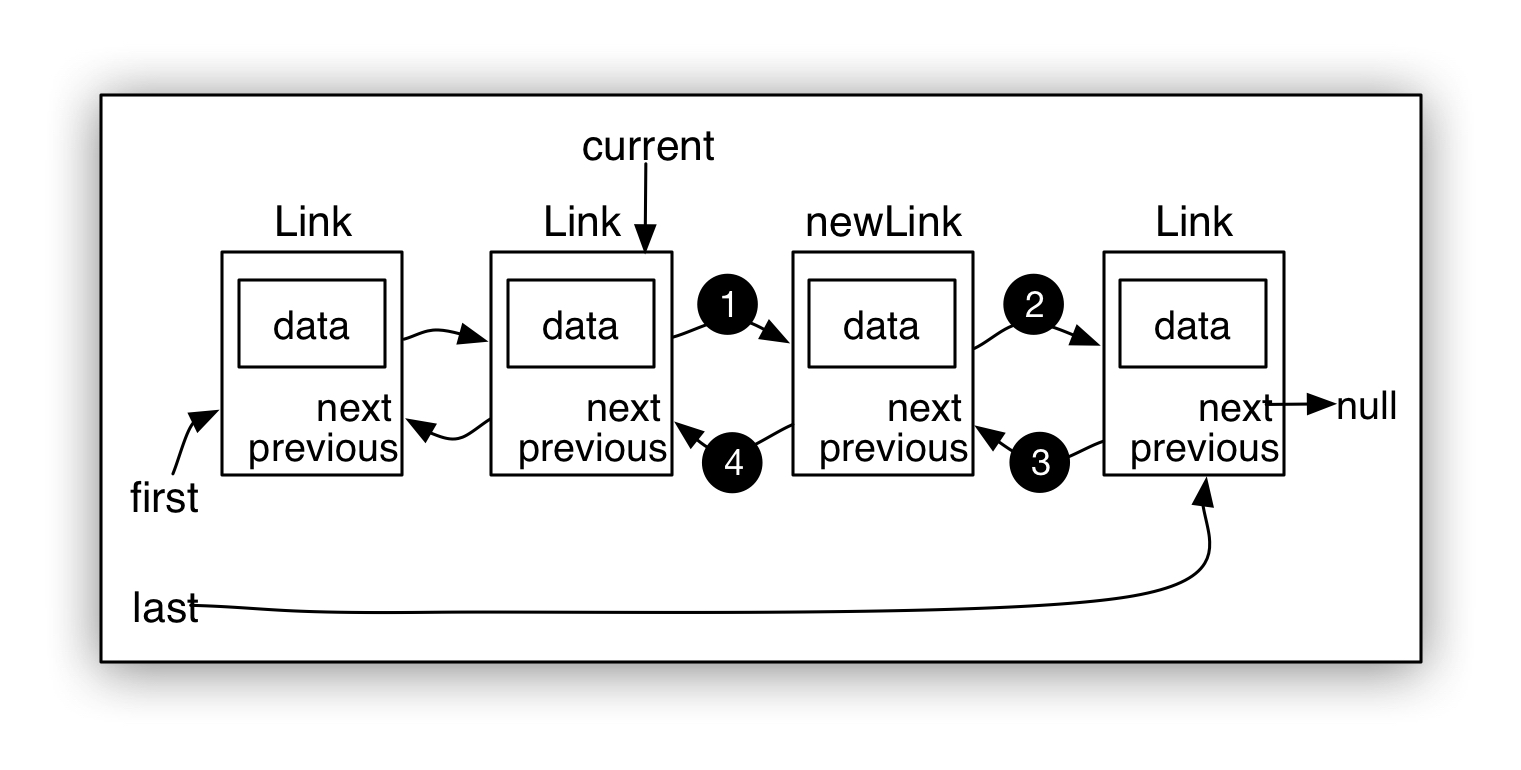 current
Link Link newLink Link
1 2
data data data data
next next next next null
previous previous previous previous
4 3
first
last